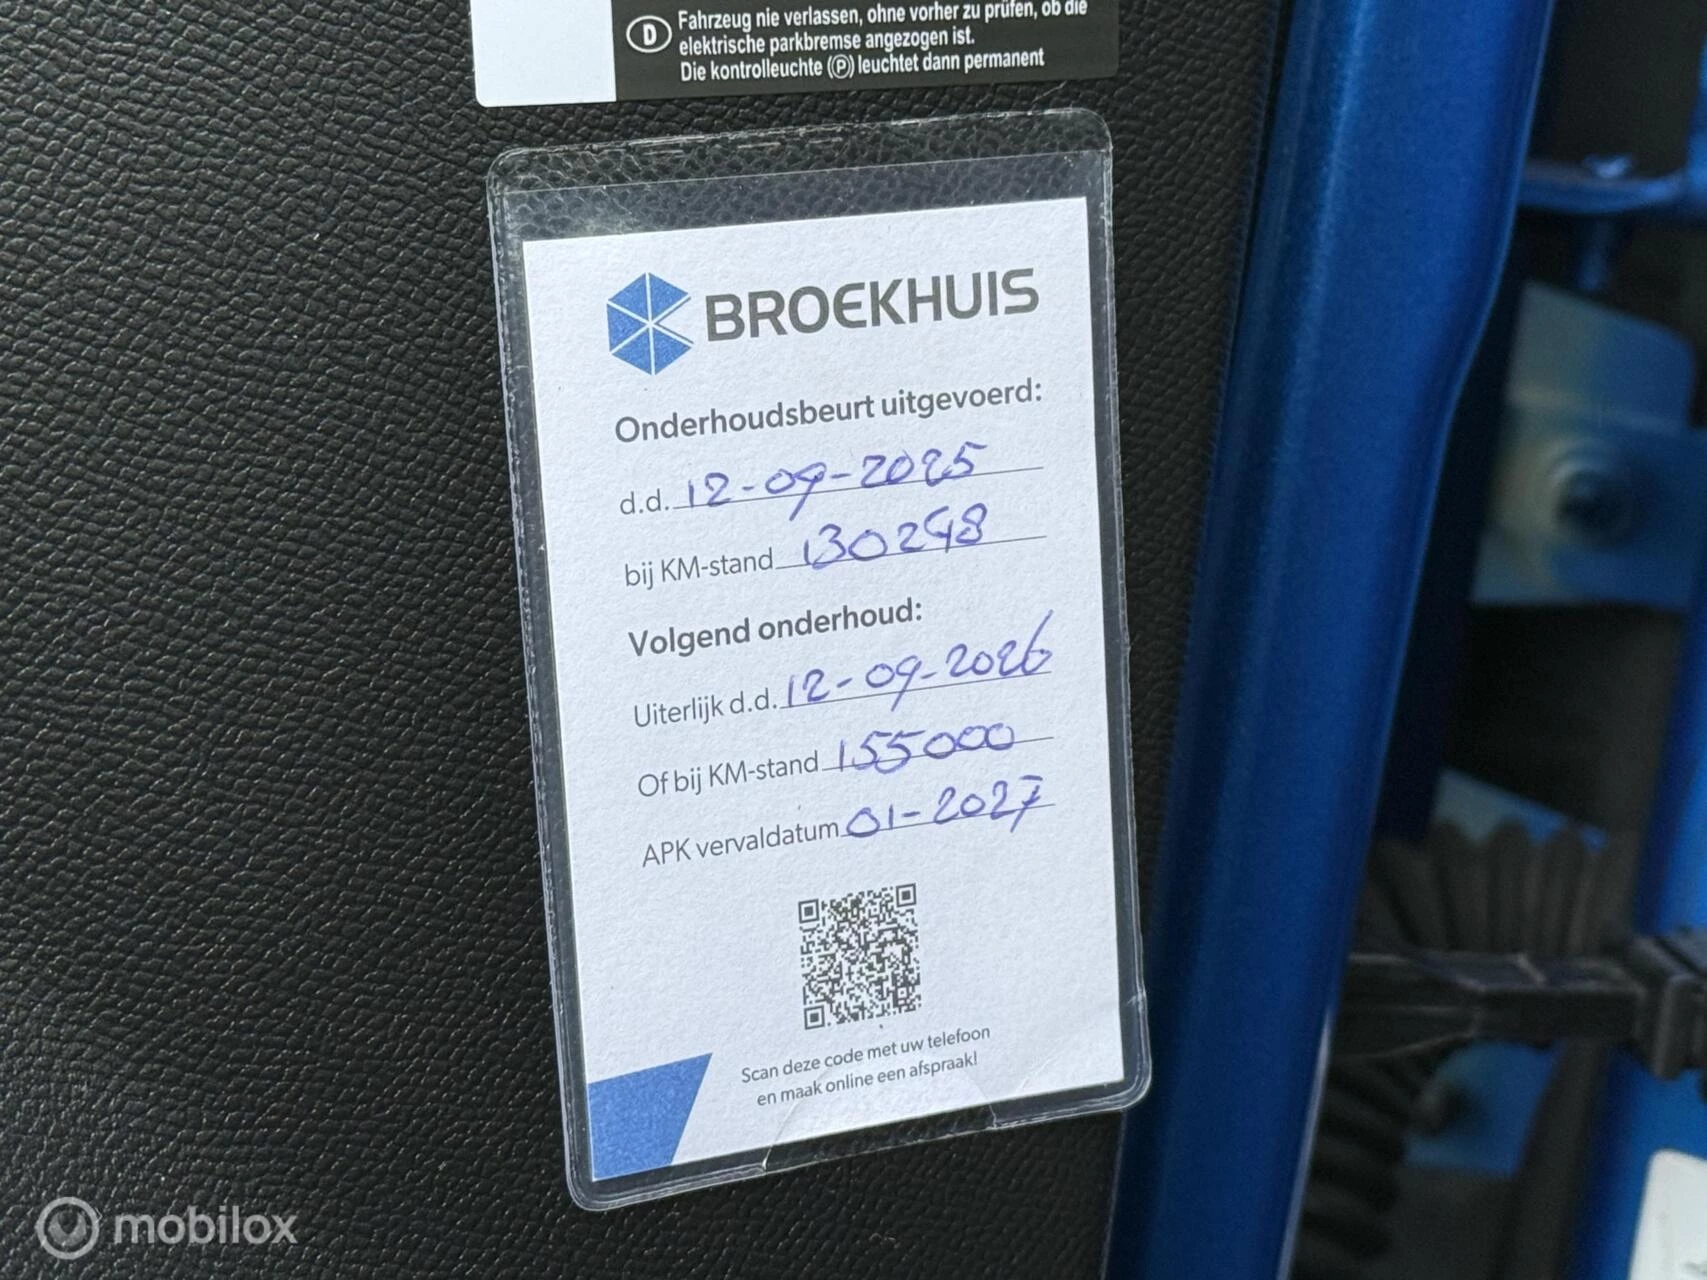 D Fahrzeug nie verlassen, ohne vorher zu prüfen, ob die
elektrische parkbremse angezogen ist.
Die kontrolleuchte (P) leuchtet dann permanent
BROEKHUIS
Onderhoudsbeurt uitgevoerd:
d.d. 12-09-2025
bij KM-stand 130248
Volgend onderhoud:
Uiterlijk d.d. 12-09-2026
Of bij KM-stand 155000
APK vervaldatum 01-2027
Scan deze code met uw telefoon
en maak online een afspraak!
mobilox